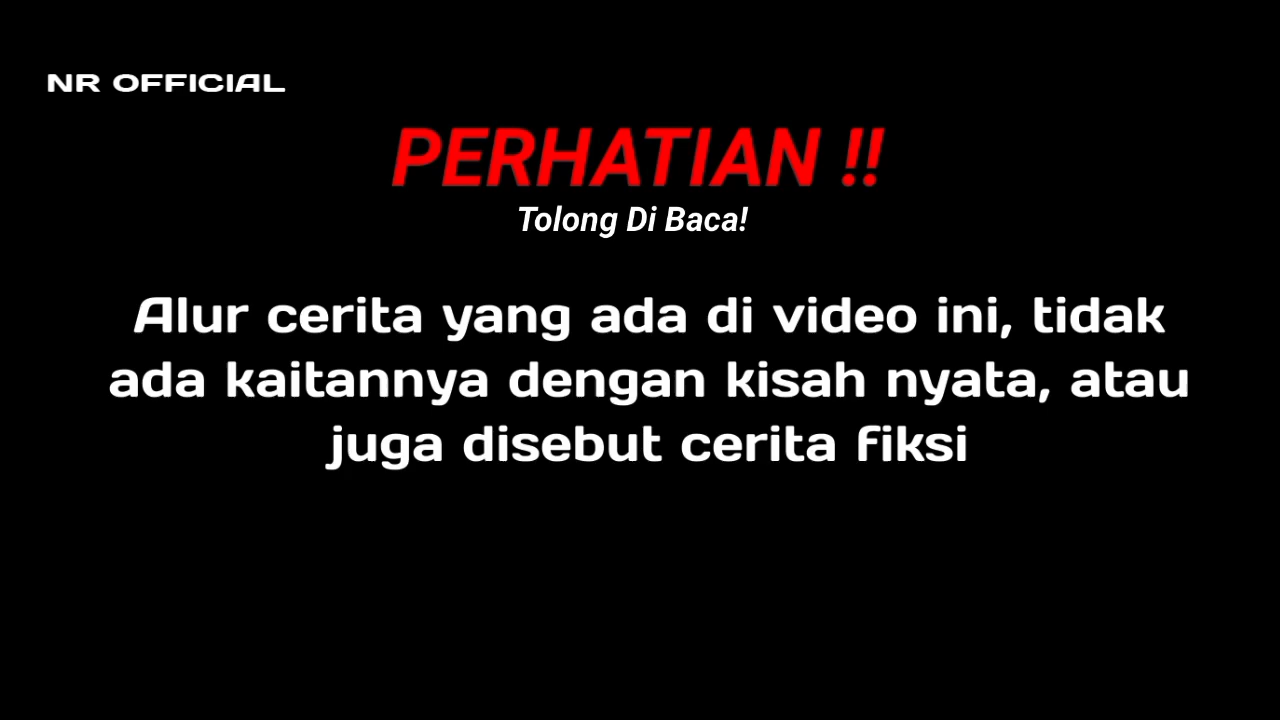 NR OFFICIAL
PERHATIAN !!
Tolong Di Baca!
Alur cerita yang ada di video ini, tidak
ada kaitannya dengan kisah nyata, atau
juga disebut cerita fiksi